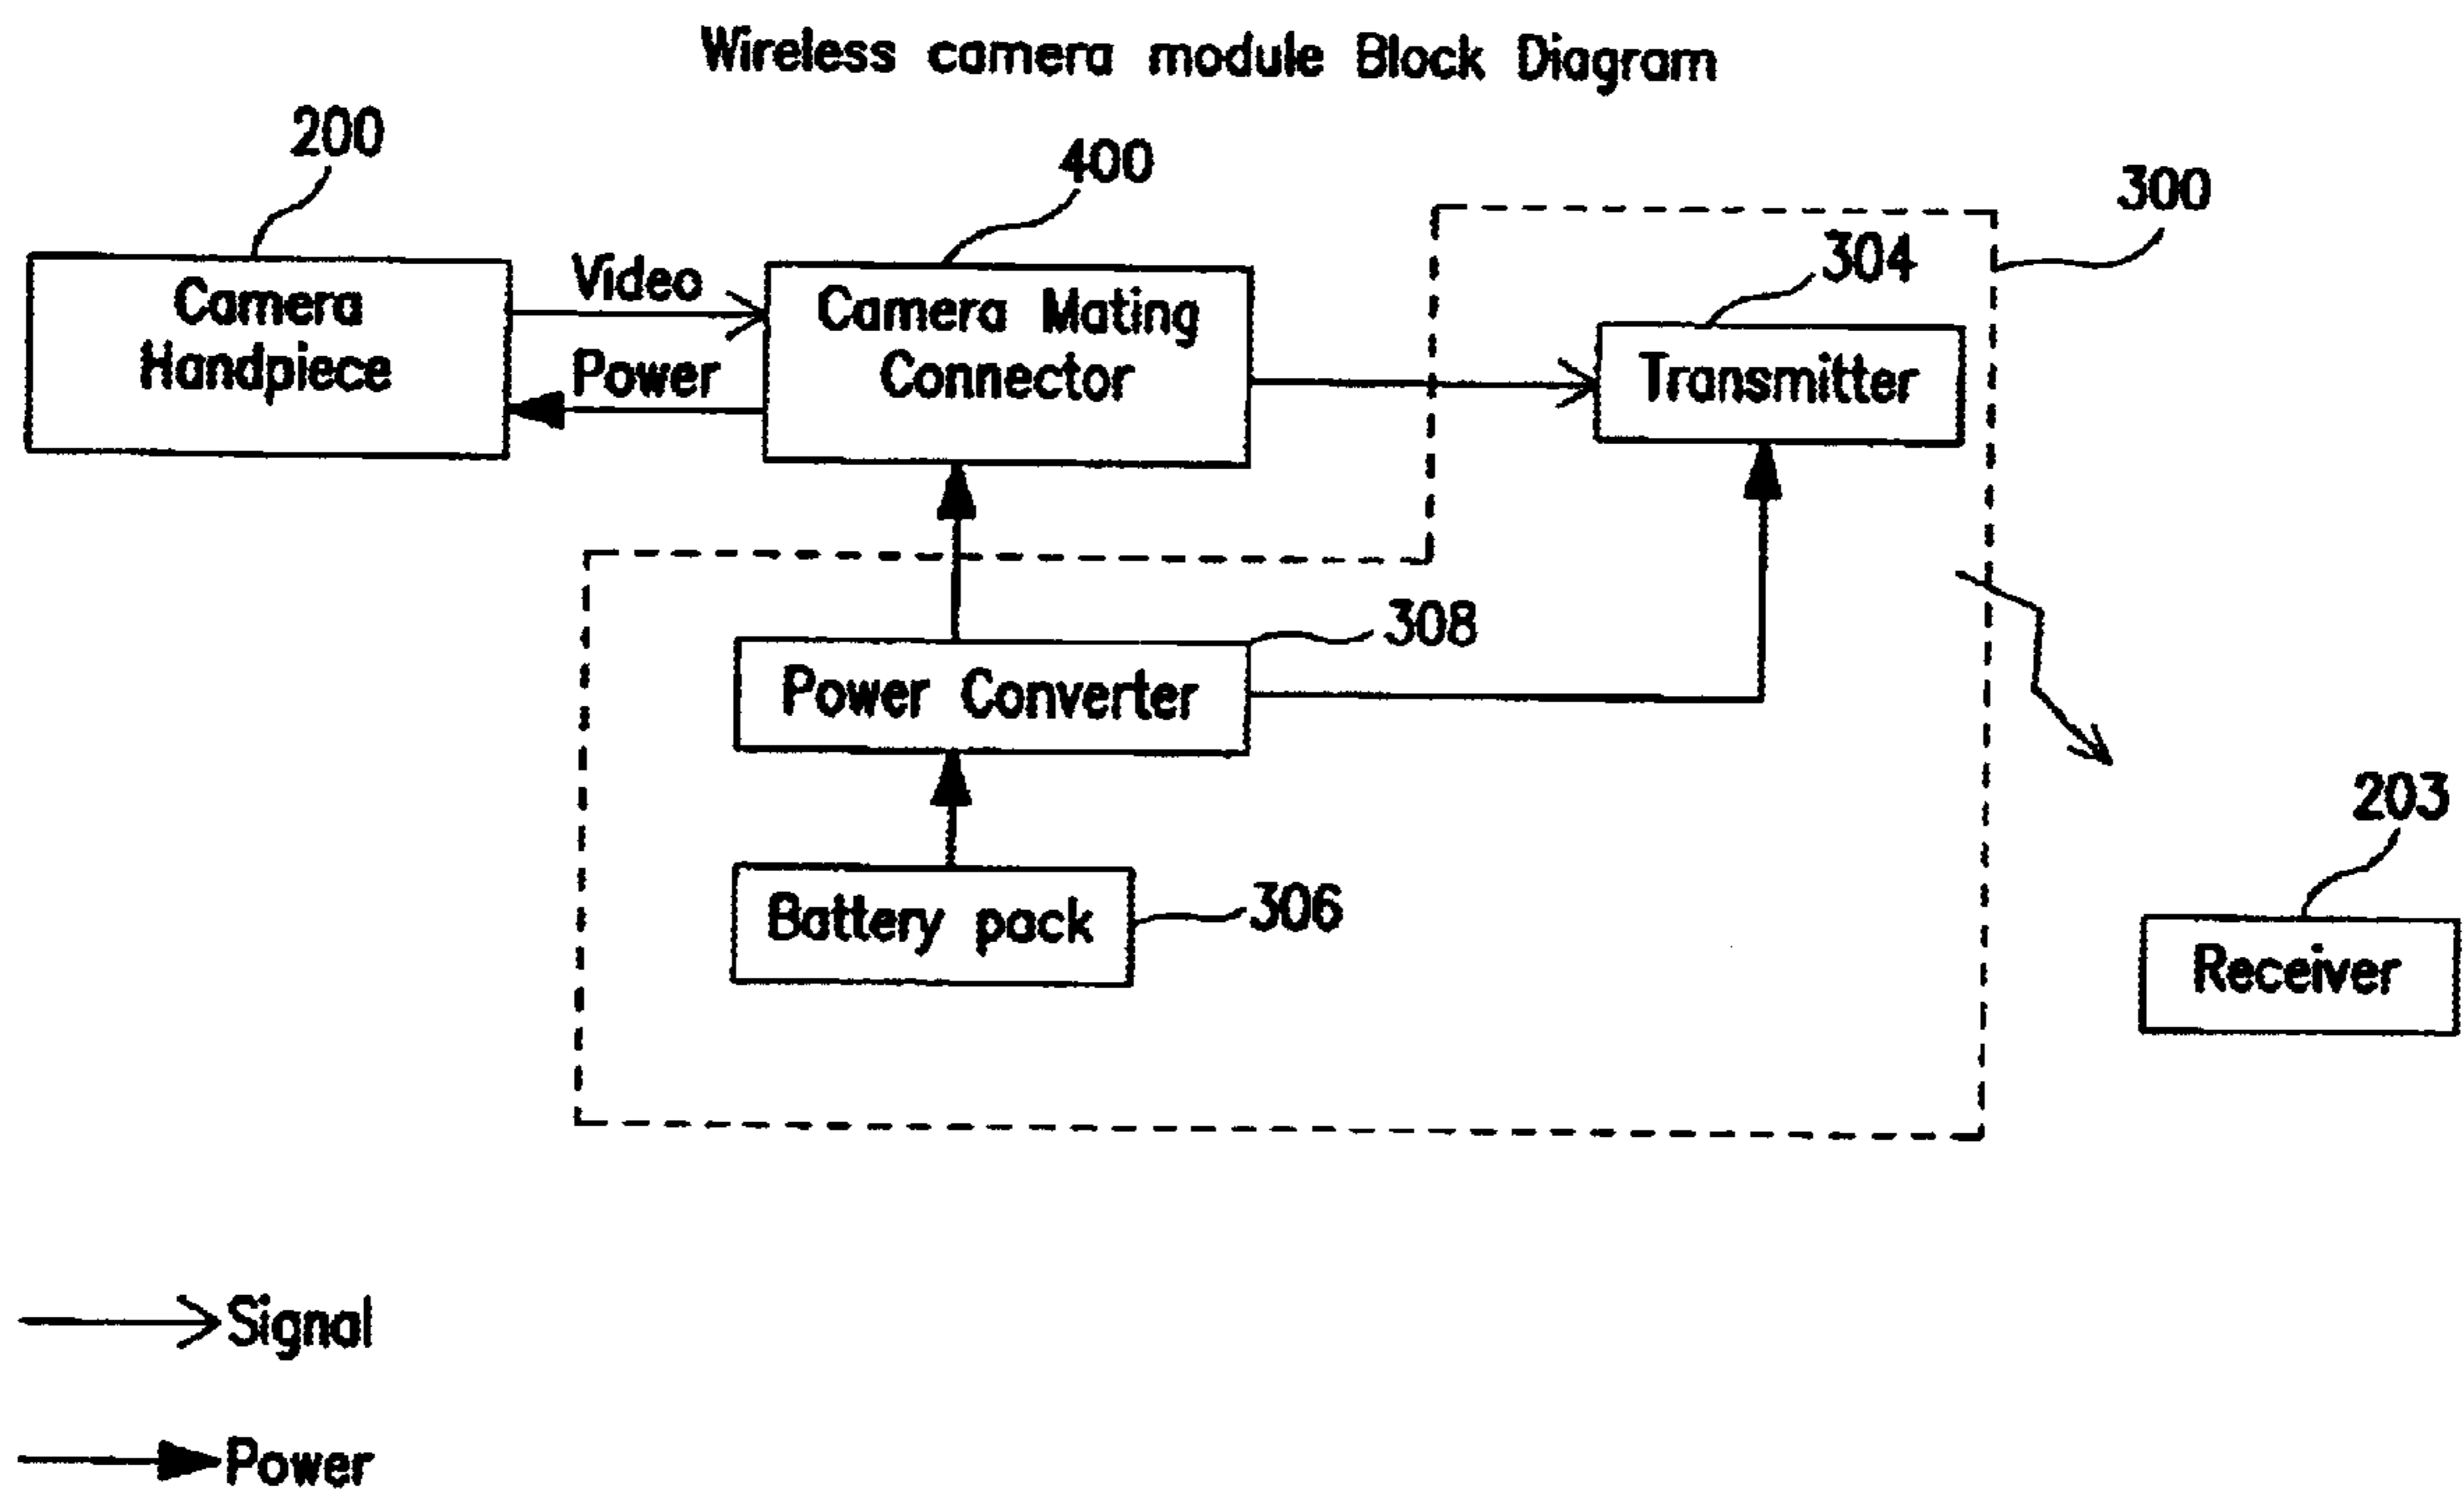 Wireless camera module Block Diagram
200
400
300
304
Camera
Handpiece
Video
Power
Camera Mating
Connector
Transmitter
308
Power Converter
203
Battery pack
306
Receiver
Signal
Power